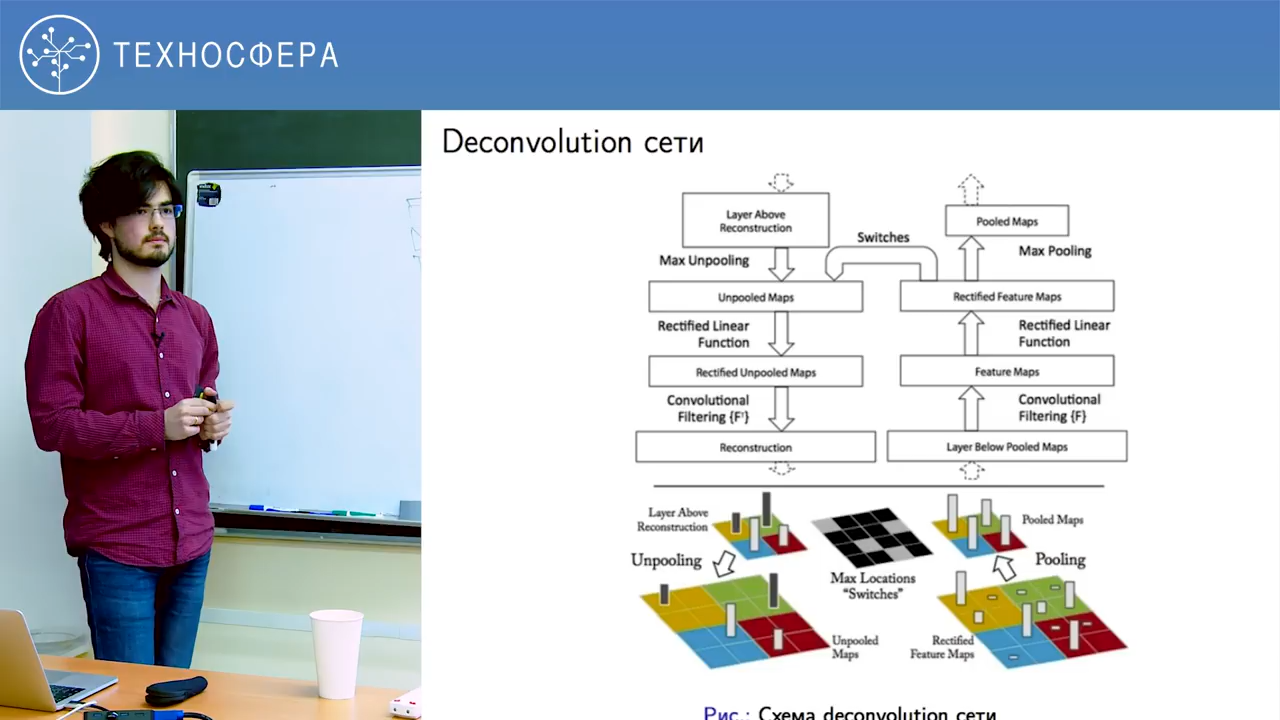 ТЕХНОСФЕРА
Deconvolution сети
Layer Above
Reconstruction
Pooled Maps
Switches
Max Unpooling
Max Pooling
Unpooled Maps
Rectified Feature Maps
Rectified Linear
Function
Rectified Linear
Function
Rectified Unpooled Maps
Feature Maps
Convolutional
Filtering {Fᵀ}
Convolutional
Filtering {F}
Reconstruction
Layer Below Pooled Maps
Layer Above
Reconstruction
Pooled Maps
Unpooling
Pooling
Max Locations
“Switches”
Unpooled
Maps
Rectified
Feature Maps
Рис.: Схема deconvolution сети